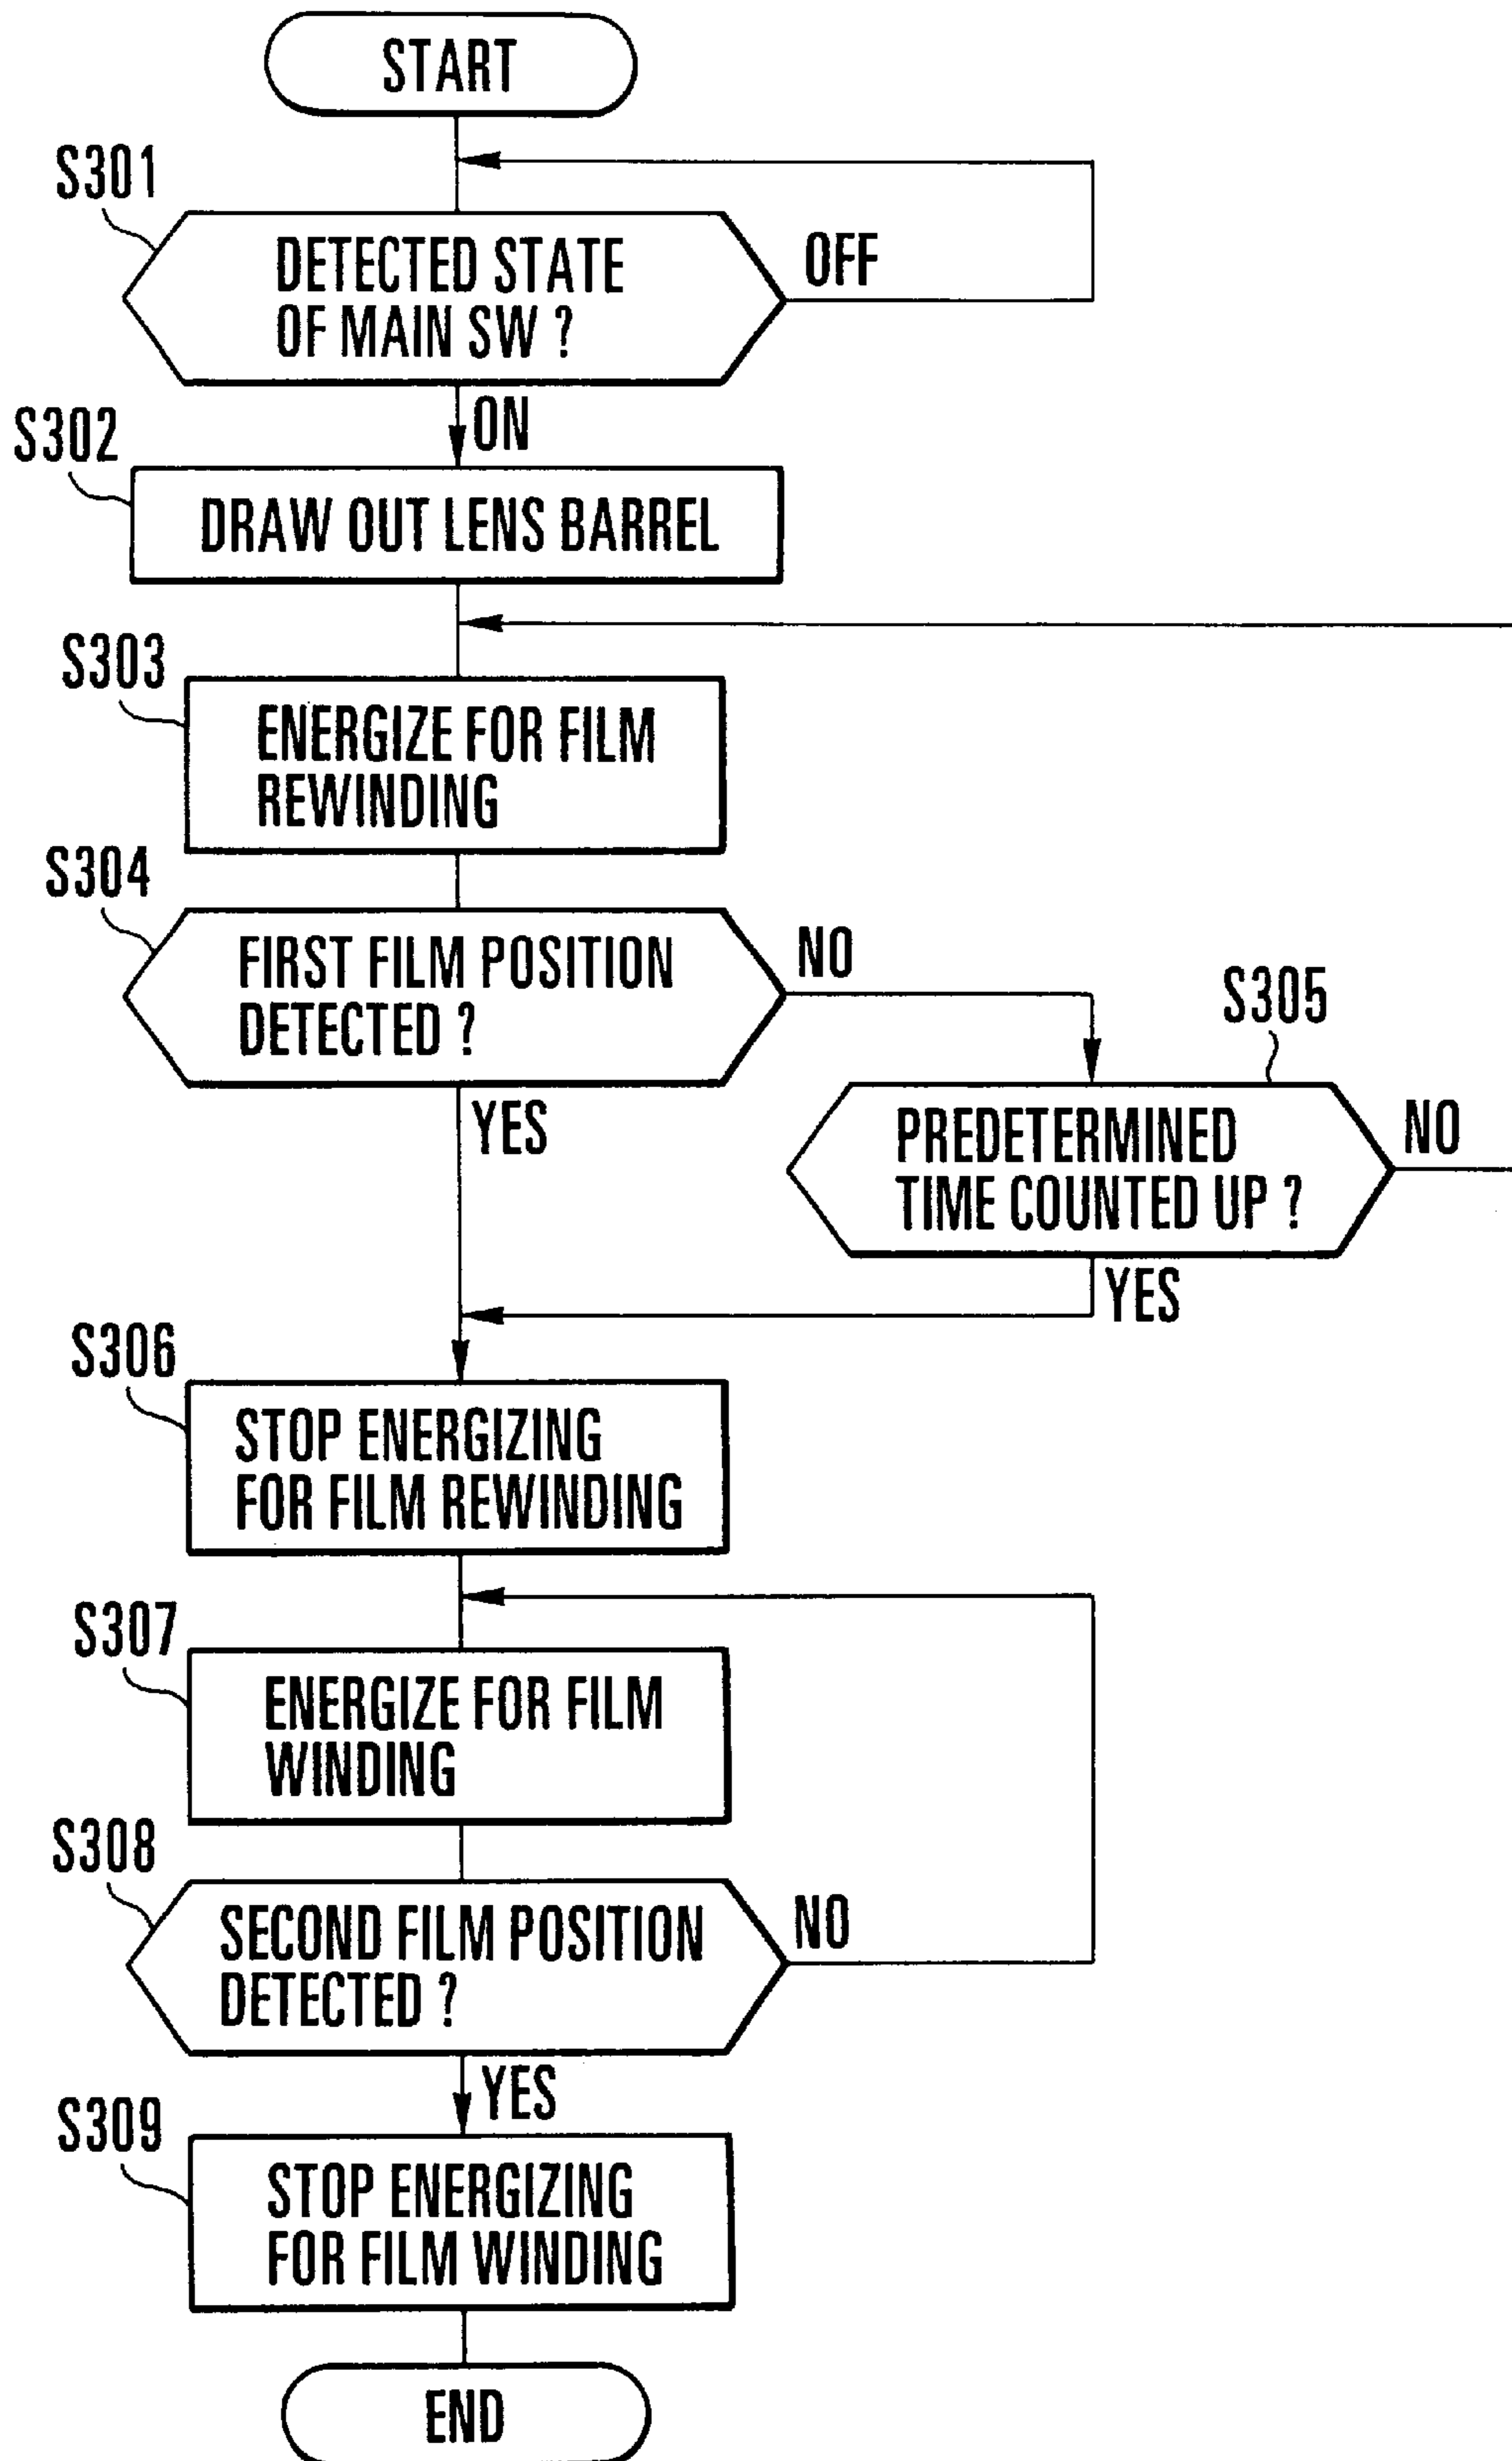 START
S301
DETECTED STATE
OF MAIN SW ?
OFF
ON
S302
DRAW OUT LENS BARREL
S303
ENERGIZE FOR FILM
REWINDING
S304
FIRST FILM POSITION
DETECTED ?
NO
YES
S305
PREDETERMINED
TIME COUNTED UP ?
NO
YES
S306
STOP ENERGIZING
FOR FILM REWINDING
S307
ENERGIZE FOR FILM
WINDING
S308
SECOND FILM POSITION
DETECTED ?
NO
YES
S309
STOP ENERGIZING
FOR FILM WINDING
END